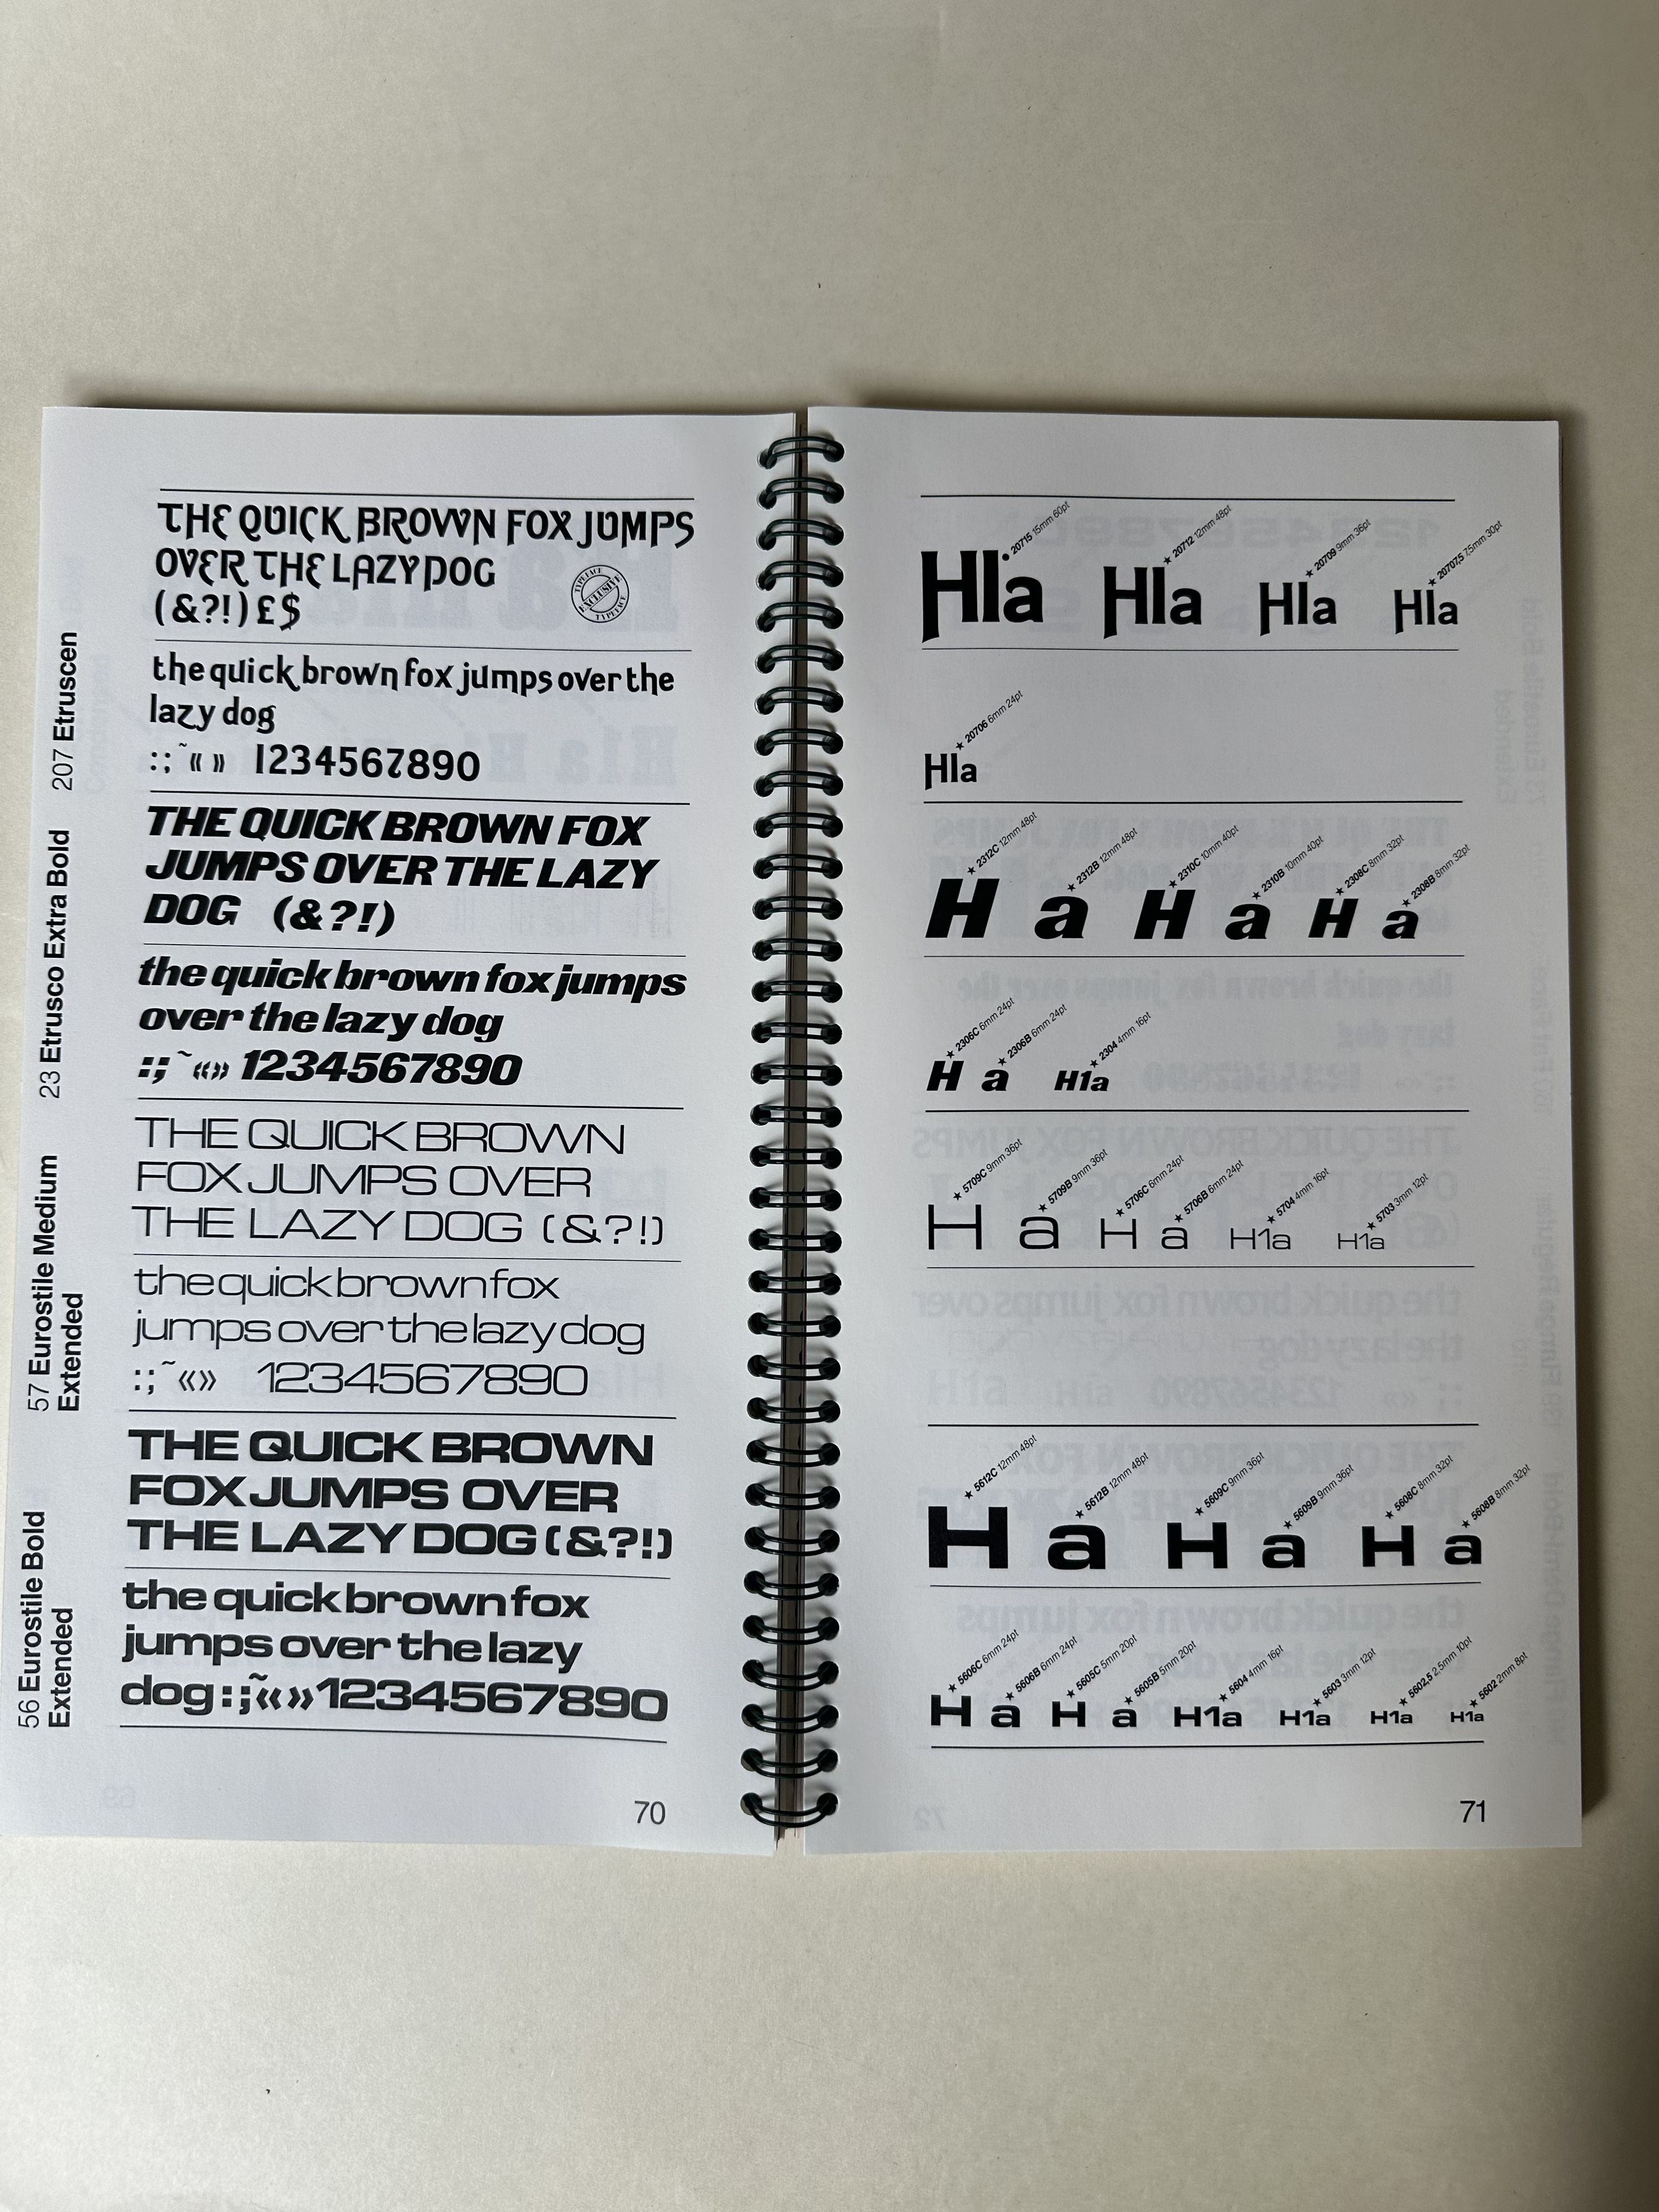 207 Etruscen
THE QUICK BROWN FOX JUMPS
OVER THE LAZY DOG
(&?!)£$
TYPEFACE
EXCLUSIVE
TYPEFACE
the quick brown fox jumps over the
lazy dog
:;~«» 1234567890
23 Etrusco Extra Bold
THE QUICK BROWN FOX
JUMPS OVER THE LAZY
DOG (&?!)
the quick brown fox jumps
over the lazy dog
:;~«» 1234567890
57 Eurostile Medium
Extended
THE QUICK BROWN
FOX JUMPS OVER
THE LAZY DOG (&?!)
the quick brown fox
jumps over the lazy dog
:;~«» 1234567890
56 Eurostile Bold
Extended
THE QUICK BROWN
FOX JUMPS OVER
THE LAZY DOG (&?!)
the quick brown fox
jumps over the lazy
dog:;~«»1234567890
70
● 20715 15mm 60pt ★ 20712 12mm 48pt ★ 20709 9mm 36pt ★ 20707,5 7,5mm 30pt
H1a H1a H1a H1a
★ 20706 6mm 24pt
H1a
★ 2312C 12mm 48pt ★ 2312B 12mm 48pt ★ 2310C 10mm 40pt ★ 2310B 10mm 40pt ★ 2308C 8mm 32pt ★ 2308B 8mm 32pt
H a H a H a
★ 2306C 6mm 24pt ★ 2306B 6mm 24pt ★ 2304 4mm 16pt
H a H1a
★ 5709C 9mm 36pt ★ 5709B 9mm 36pt ★ 5706C 6mm 24pt ★ 5706B 6mm 24pt ★ 5704 4mm 16pt ★ 5703 3mm 12pt
H a H a H1a H1a
★ 5612C 12mm 48pt ★ 5612B 12mm 48pt ★ 5609C 9mm 36pt ★ 5609B 9mm 36pt ★ 5608C 8mm 32pt ★ 5608B 8mm 32pt
H a H a H a
★ 5606C 6mm 24pt ★ 5606B 6mm 24pt ★ 5605C 5mm 20pt ★ 5605B 5mm 20pt ★ 5604 4mm 16pt ★ 5603 3mm 12pt ★ 5602,5 2.5mm 10pt ★ 5602 2mm 8pt
H a H a H1a H1a H1a H1a
71